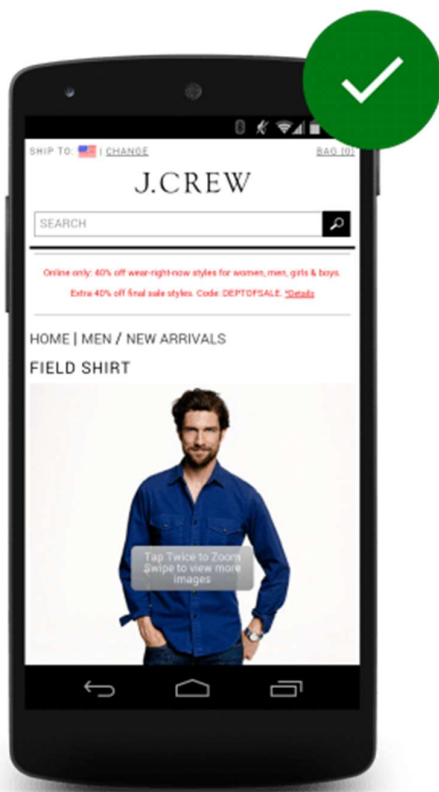 SHIP TO: | CHANGE
BAG (0)
J.CREW
SEARCH
Online only: 40% off wear-right-now styles for women, men, girls & boys.
Extra 40% off final sale styles. Code: DEPTOFSALE. *Details
HOME | MEN / NEW ARRIVALS
FIELD SHIRT
Tap Twice to Zoom
Swipe to view more
images